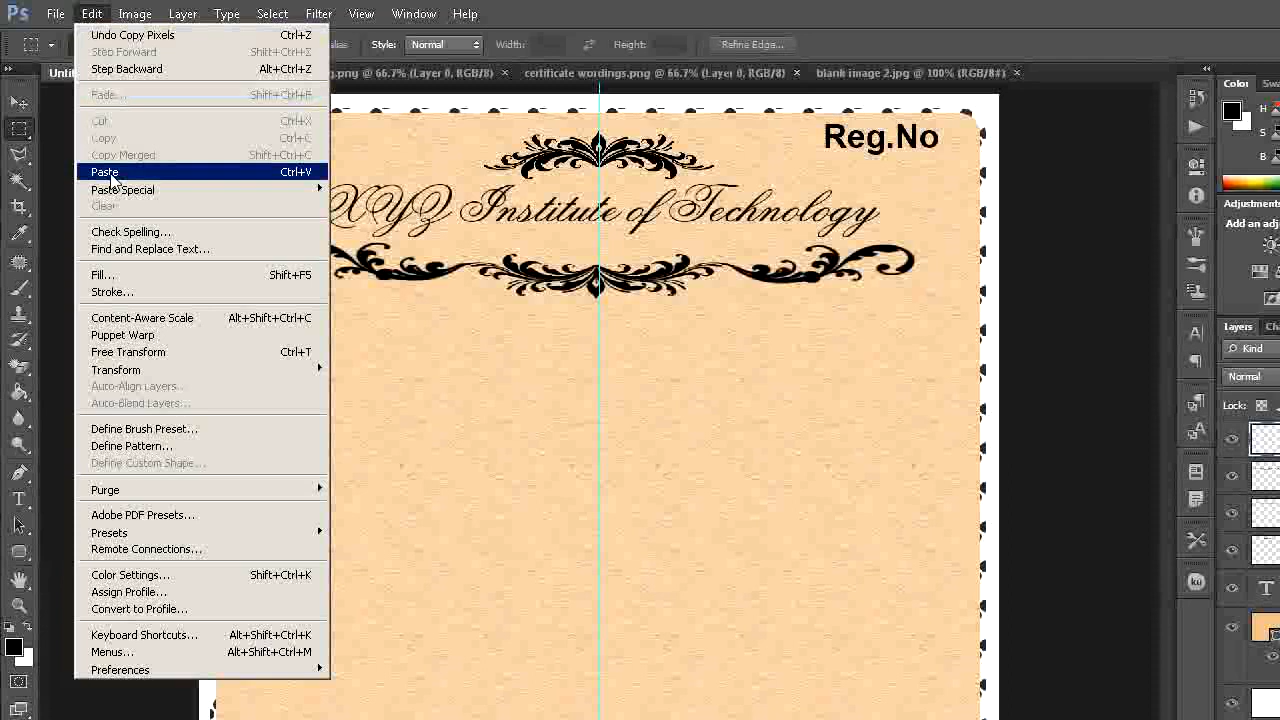 Ps File Edit Image Layer Type Select Filter View Window Help
Style: Normal Width: Height: Refine Edge...
.png @ 66.7% (Layer 0, RGB/8) × certificate wordings.png @ 66.7% (Layer 0, RGB/8) × blank image 2.jpg @ 100% (RGB/8#) ×
Undo Copy Pixels Ctrl+Z
Step Forward Shift+Ctrl+Z
Step Backward Alt+Ctrl+Z
Fade... Shift+Ctrl+F
Cut Ctrl+X
Copy Ctrl+C
Copy Merged Shift+Ctrl+C
Paste Ctrl+V
Paste Special
Clear
Check Spelling...
Find and Replace Text...
Fill... Shift+F5
Stroke...
Content-Aware Scale Alt+Shift+Ctrl+C
Puppet Warp
Free Transform Ctrl+T
Transform
Auto-Align Layers...
Auto-Blend Layers...
Define Brush Preset...
Define Pattern...
Define Custom Shape...
Purge
Adobe PDF Presets...
Presets
Remote Connections...
Color Settings... Shift+Ctrl+K
Assign Profile...
Convert to Profile...
Keyboard Shortcuts... Alt+Shift+Ctrl+K
Menus... Alt+Shift+Ctrl+M
Preferences
Reg.No
XYZ Institute of Technology
Color
H
S
B
Adjustments
Add an
Layers
Kind
Normal
Lock: